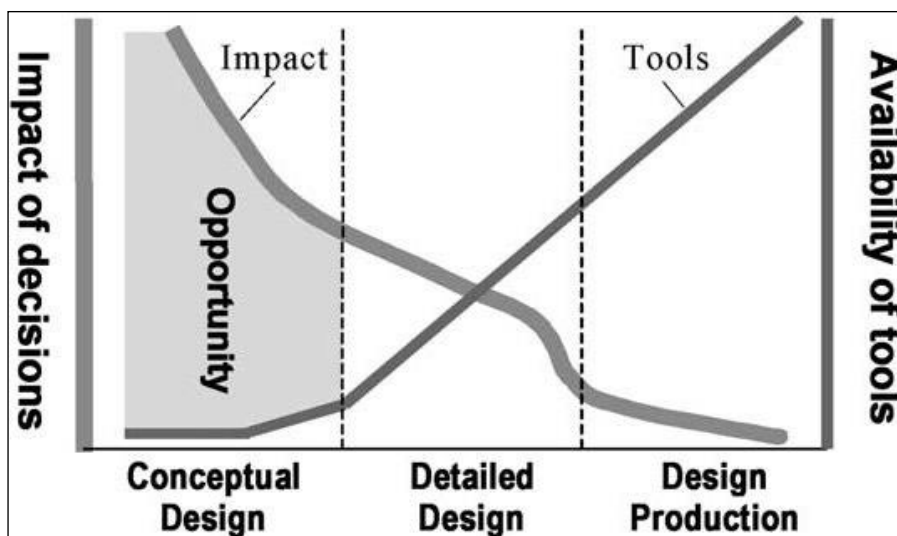 Impact of decisions
Impact
Tools
Opportunity
Availability of tools
Conceptual
Design
Detailed
Design
Design
Production